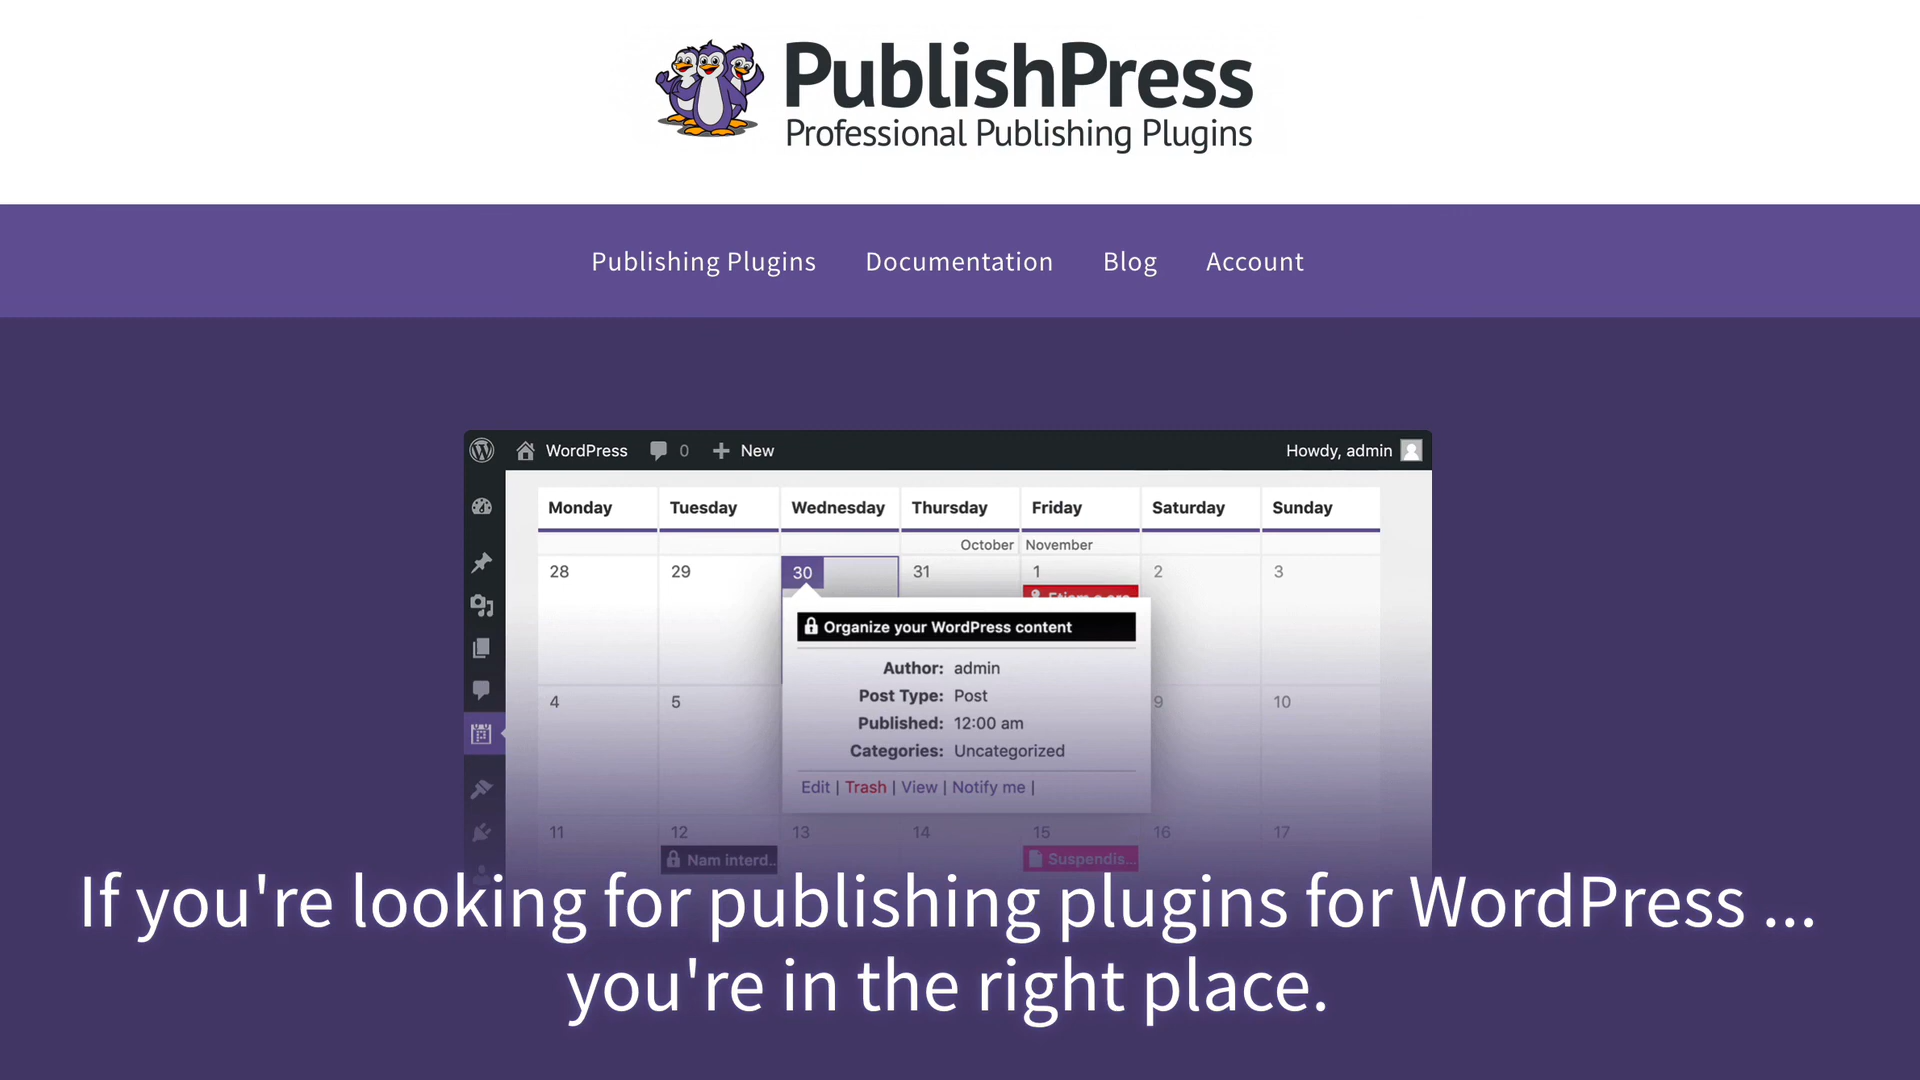 PublishPress
Professional Publishing Plugins
Publishing Plugins Documentation Blog Account
WordPress 0 New Howdy, admin
Monday Tuesday Wednesday Thursday Friday Saturday Sunday
October November
28 29 30 31 1 2 3
Organize your WordPress content
Author: admin
Post Type: Post
4 5 9 10
Published: 12:00 am
Categories: Uncategorized
Edit | Trash | View | Notify me |
11 12 13 14 15 16 17
Nam interd... Suspendis...
If you're looking for publishing plugins for WordPress ...
you're in the right place.